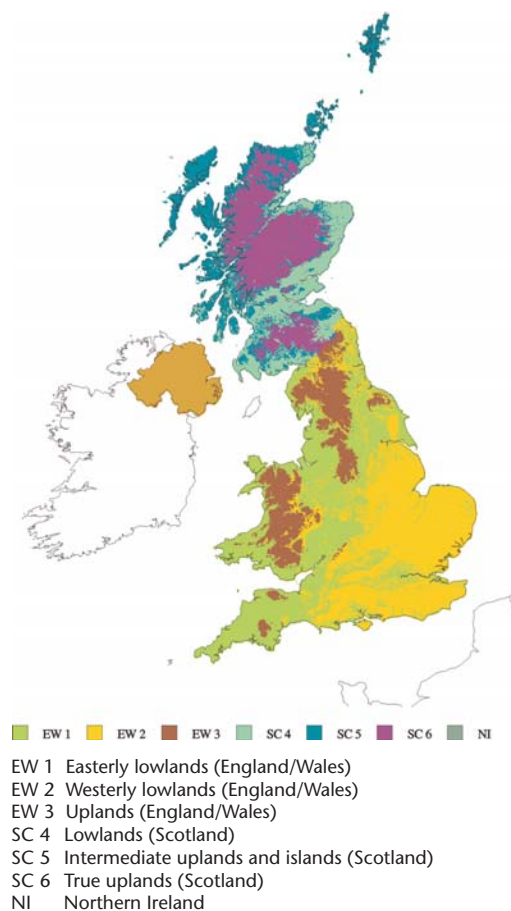 EW 1 EW 2 EW 3 SC 4 SC 5 SC 6 NI
EW 1 Easterly lowlands (England/Wales)
EW 2 Westerly lowlands (England/Wales)
EW 3 Uplands (England/Wales)
SC 4 Lowlands (Scotland)
SC 5 Intermediate uplands and islands (Scotland)
SC 6 True uplands (Scotland)
NI Northern Ireland